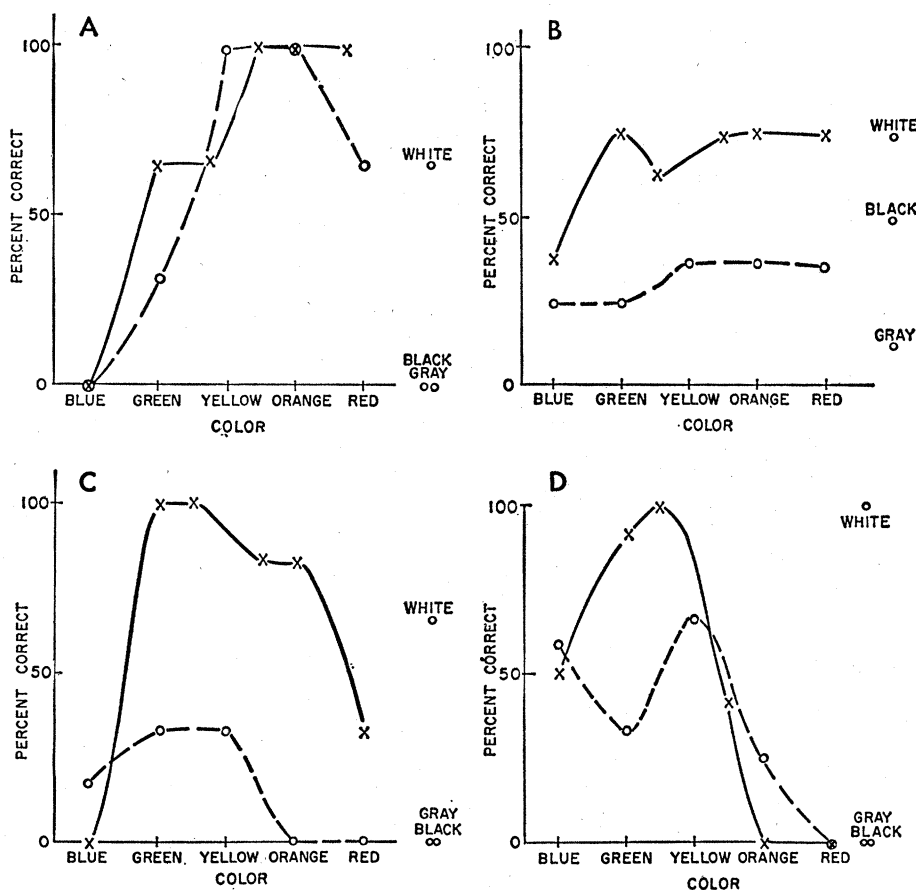 A
100
50
0
PERCENT CORRECT
WHITE
BLACK
GRAY
BLUE GREEN YELLOW ORANGE RED
COLOR
B
100
50
0
PERCENT CORRECT
WHITE
BLACK
GRAY
BLUE GREEN YELLOW ORANGE RED
COLOR
C
100
50
0
PERCENT CORRECT
WHITE
GRAY
BLACK
BLUE GREEN YELLOW ORANGE RED
COLOR
D
100
50
0
PERCENT CORRECT
WHITE
GRAY
BLACK
BLUE GREEN YELLOW ORANGE RED
COLOR